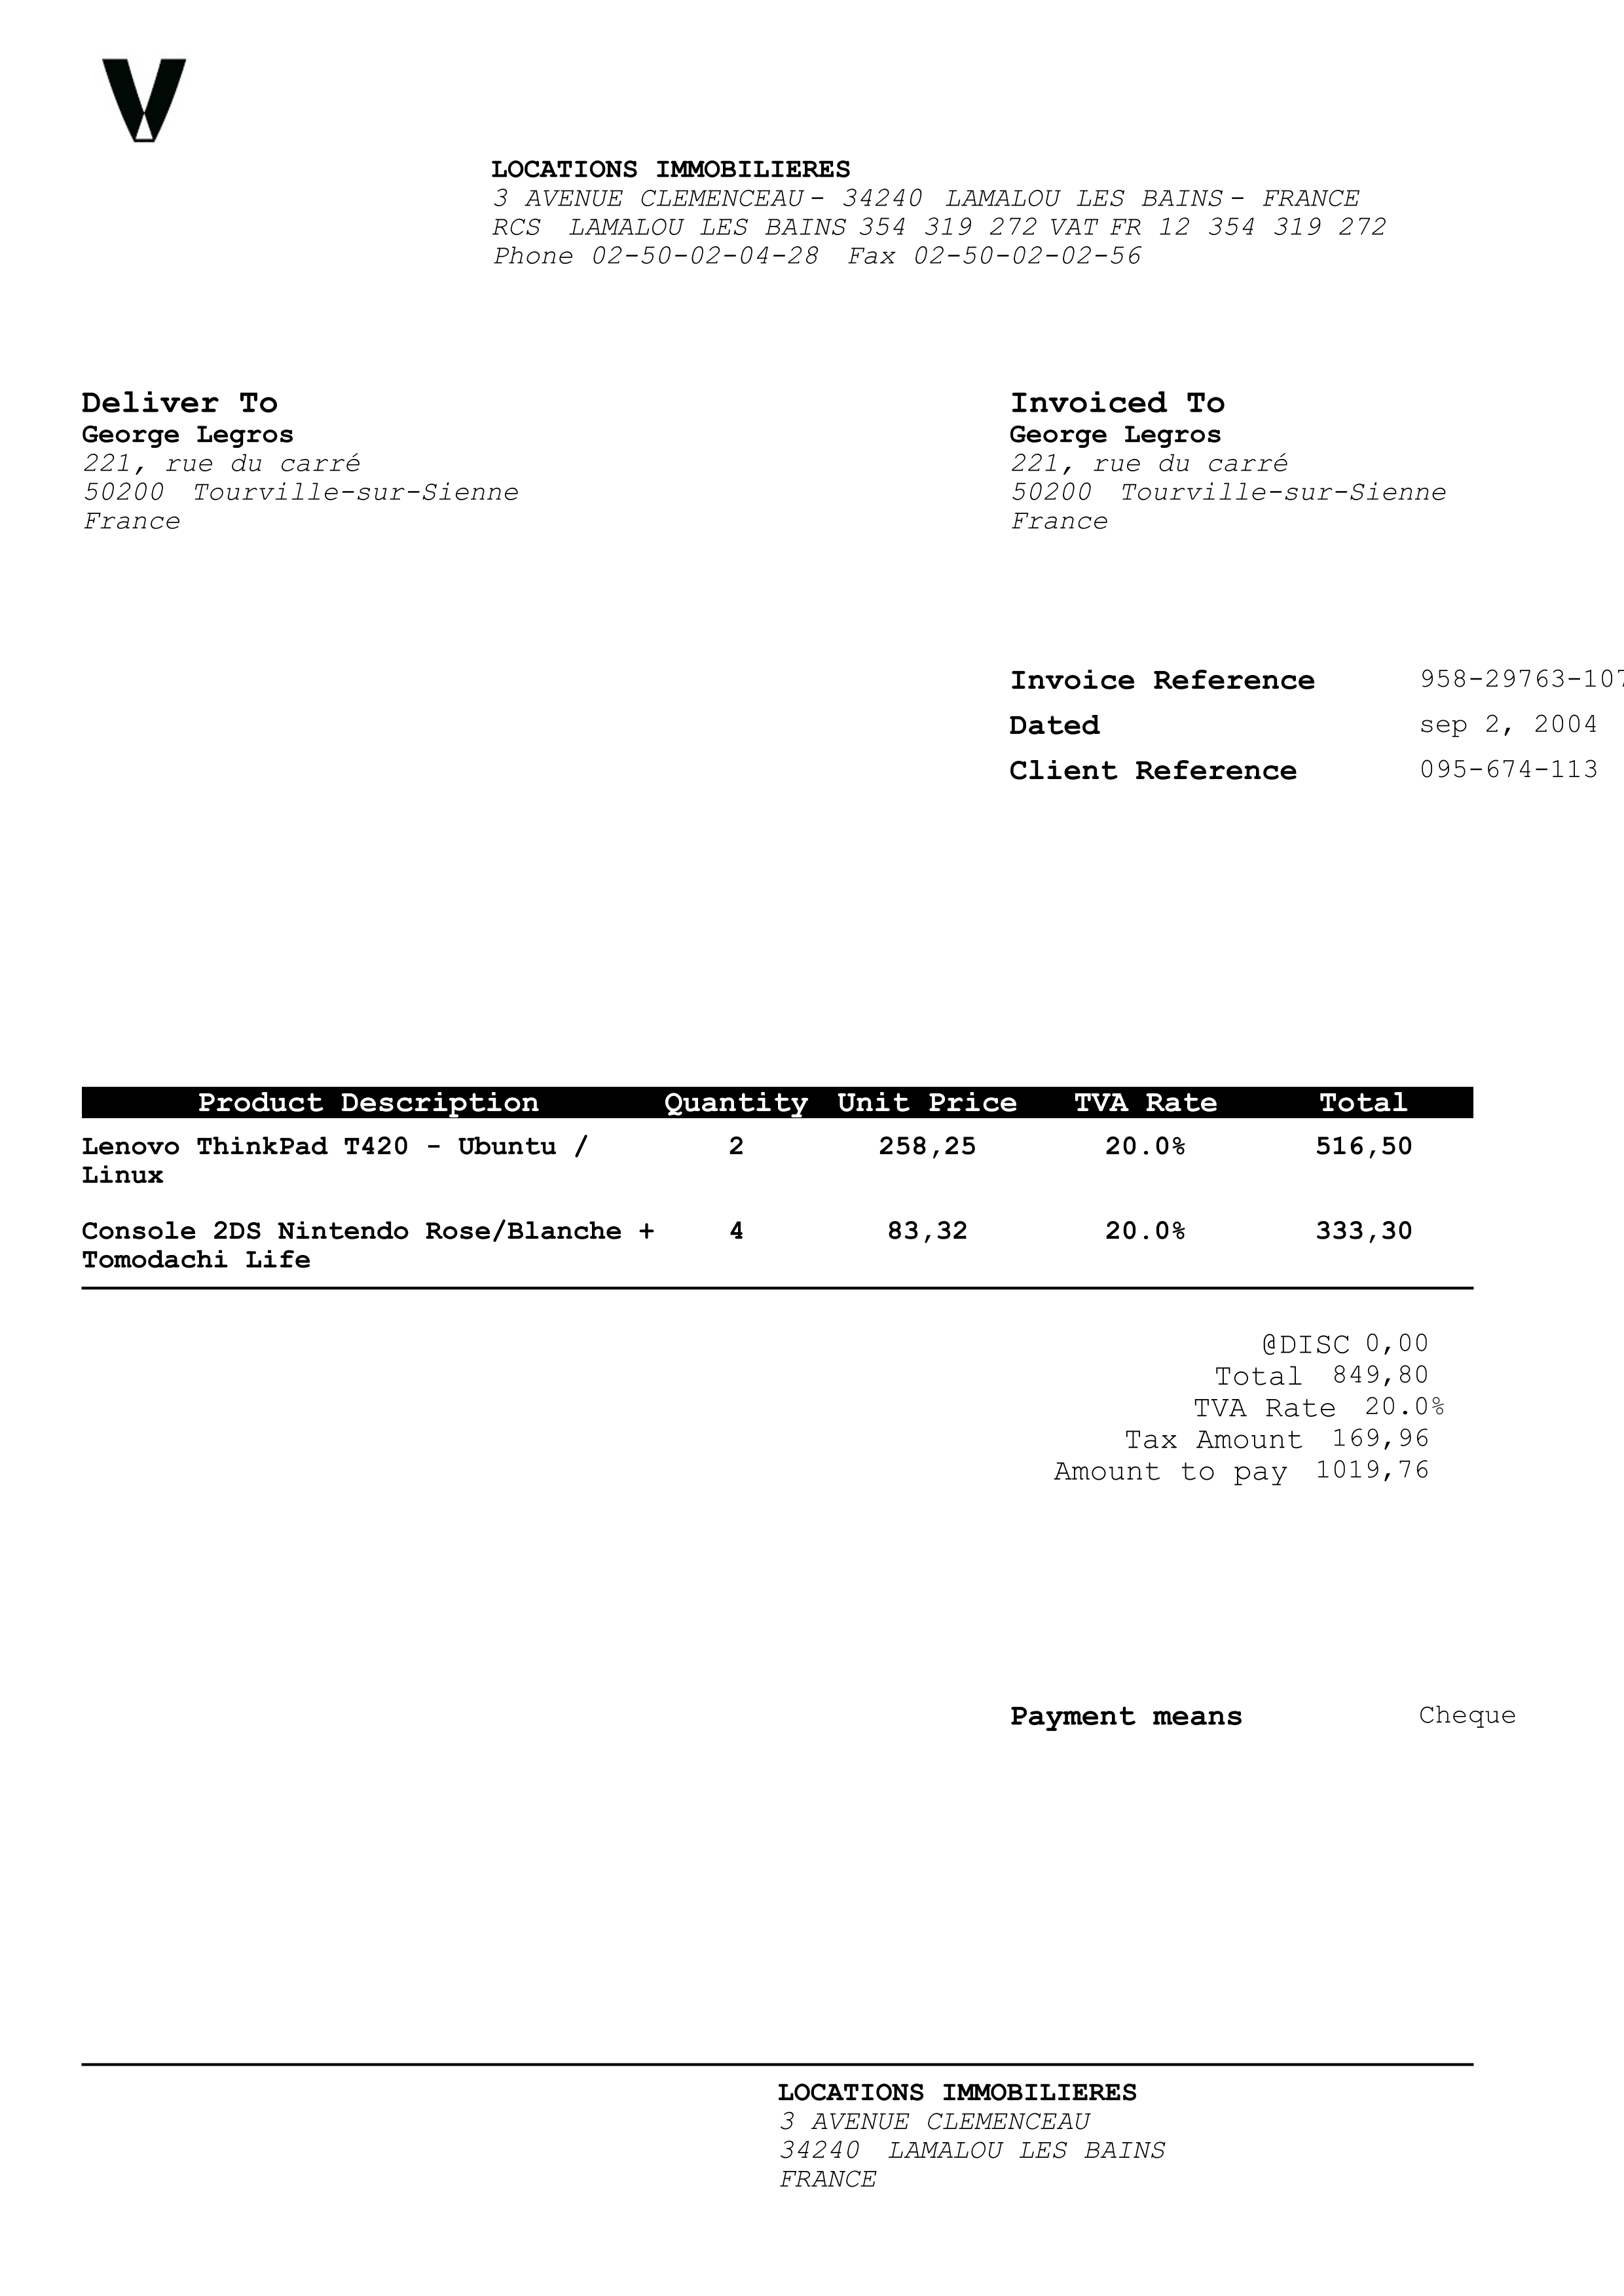 V
LOCATIONS IMMOBILIERES
3 AVENUE CLEMENCEAU - 34240 LAMALOU LES BAINS - FRANCE
RCS LAMALOU LES BAINS 354 319 272 VAT FR 12 354 319 272
Phone 02-50-02-04-28 Fax 02-50-02-02-56
Deliver To
George Legros
221, rue du carré
50200 Tourville-sur-Sienne
France
Invoiced To
George Legros
221, rue du carré
50200 Tourville-sur-Sienne
France
Invoice Reference 958-29763-107
Dated sep 2, 2004
Client Reference 095-674-113
Product Description Quantity Unit Price TVA Rate Total
Lenovo ThinkPad T420 - Ubuntu / 2 258,25 20.0% 516,50
Linux
Console 2DS Nintendo Rose/Blanche + 4 83,32 20.0% 333,30
Tomodachi Life
@DISC 0,00
Total 849,80
TVA Rate 20.0%
Tax Amount 169,96
Amount to pay 1019,76
Payment means Cheque
LOCATIONS IMMOBILIERES
3 AVENUE CLEMENCEAU
34240 LAMALOU LES BAINS
FRANCE